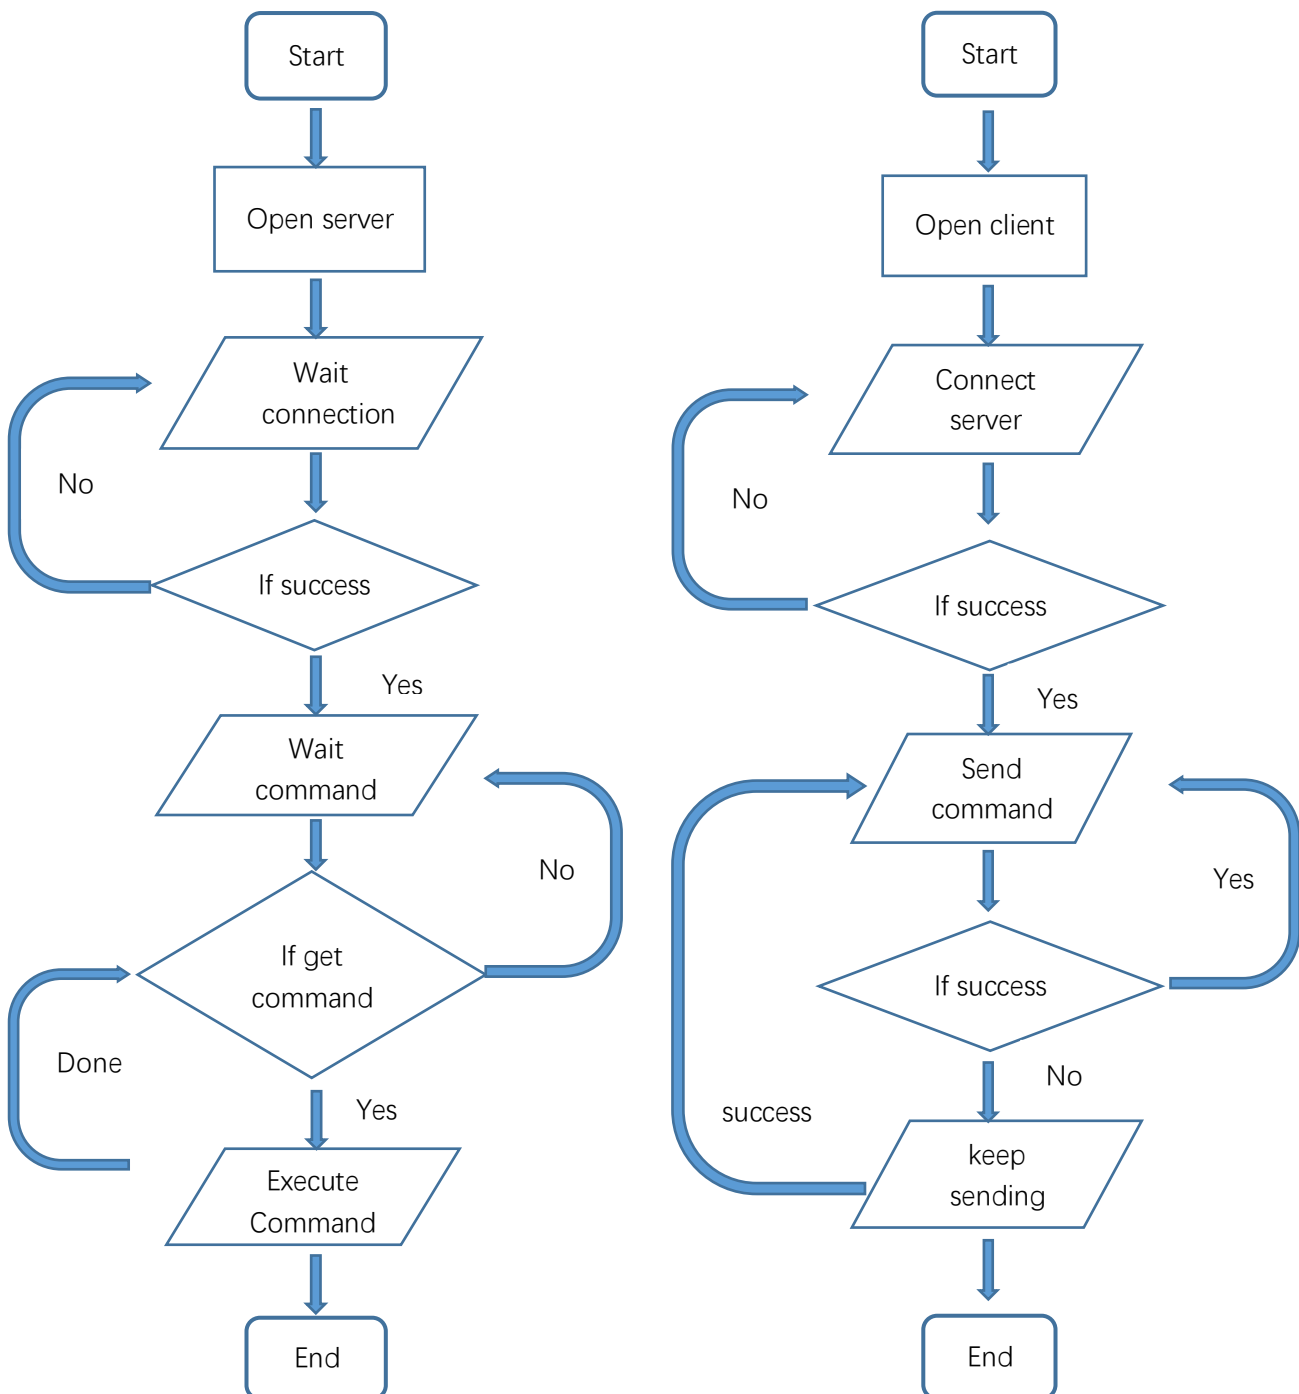 Start
Open server
Wait
connection
No
If success
Yes
Wait
command
No
If get
command
Done
Yes
Execute
Command
End
Start
Open client
Connect
server
No
If success
Yes
Send
command
Yes
If success
No
success
keep
sending
End